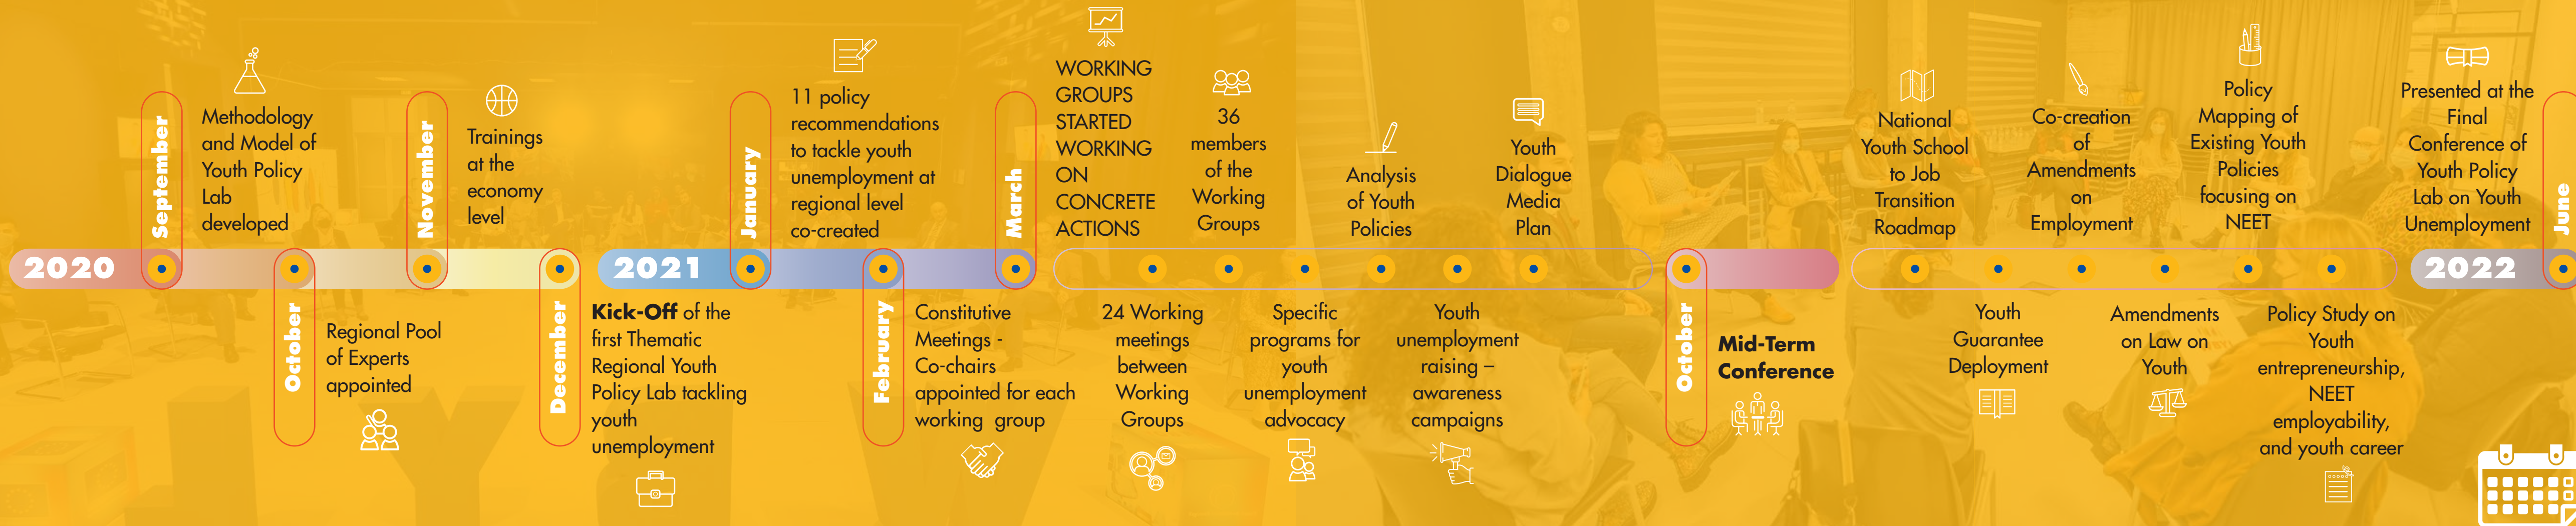 2020
September
Methodology
and Model of
Youth Policy
Lab
developed
October
Regional Pool
of Experts
appointed
November
Trainings
at the
economy
level
December
Kick-Off of the
first Thematic
Regional Youth
Policy Lab tackling
youth
unemployment
2021
January
11 policy
recommendations
to tackle youth
unemployment at
regional level
co-created
February
Constitutive
Meetings -
Co-chairs
appointed for each
working group
March
WORKING
GROUPS
STARTED
WORKING
ON
CONCRETE
ACTIONS
24 Working
meetings
between
Working
Groups
36
members
of the
Working
Groups
Specific
programs for
youth
unemployment
advocacy
Analysis
of Youth
Policies
Youth
unemployment
raising –
awareness
campaigns
Youth
Dialogue
Media
Plan
October
Mid-Term
Conference
National
Youth School
to Job
Transition
Roadmap
Youth
Guarantee
Deployment
Co-creation
of
Amendments
on
Employment
Amendments
on Law on
Youth
Policy
Mapping of
Existing Youth
Policies
focusing on
NEET
Policy Study on
Youth
entrepreneurship,
NEET
employability,
and youth career
2022
Presented at the
Final
Conference of
Youth Policy
Lab on Youth
Unemployment
June